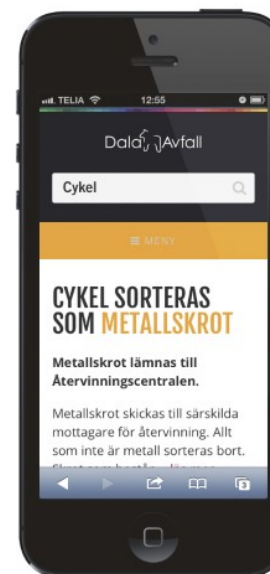 TELIA 12:55
Dala Avfall
Cykel
≡ MENY
CYKEL SORTERAS
SOM METALLSKROT
Metallskrot lämnas till
Återvinningscentralen.
Metallskrot skickas till särskilda
mottagare för återvinning. Allt
som inte är metall sorteras bort.
3